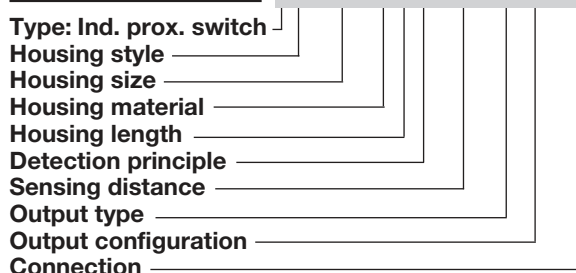 Type: Ind. prox. switch
Housing style
Housing size
Housing material
Housing length
Detection principle
Sensing distance
Output type
Output configuration
Connection